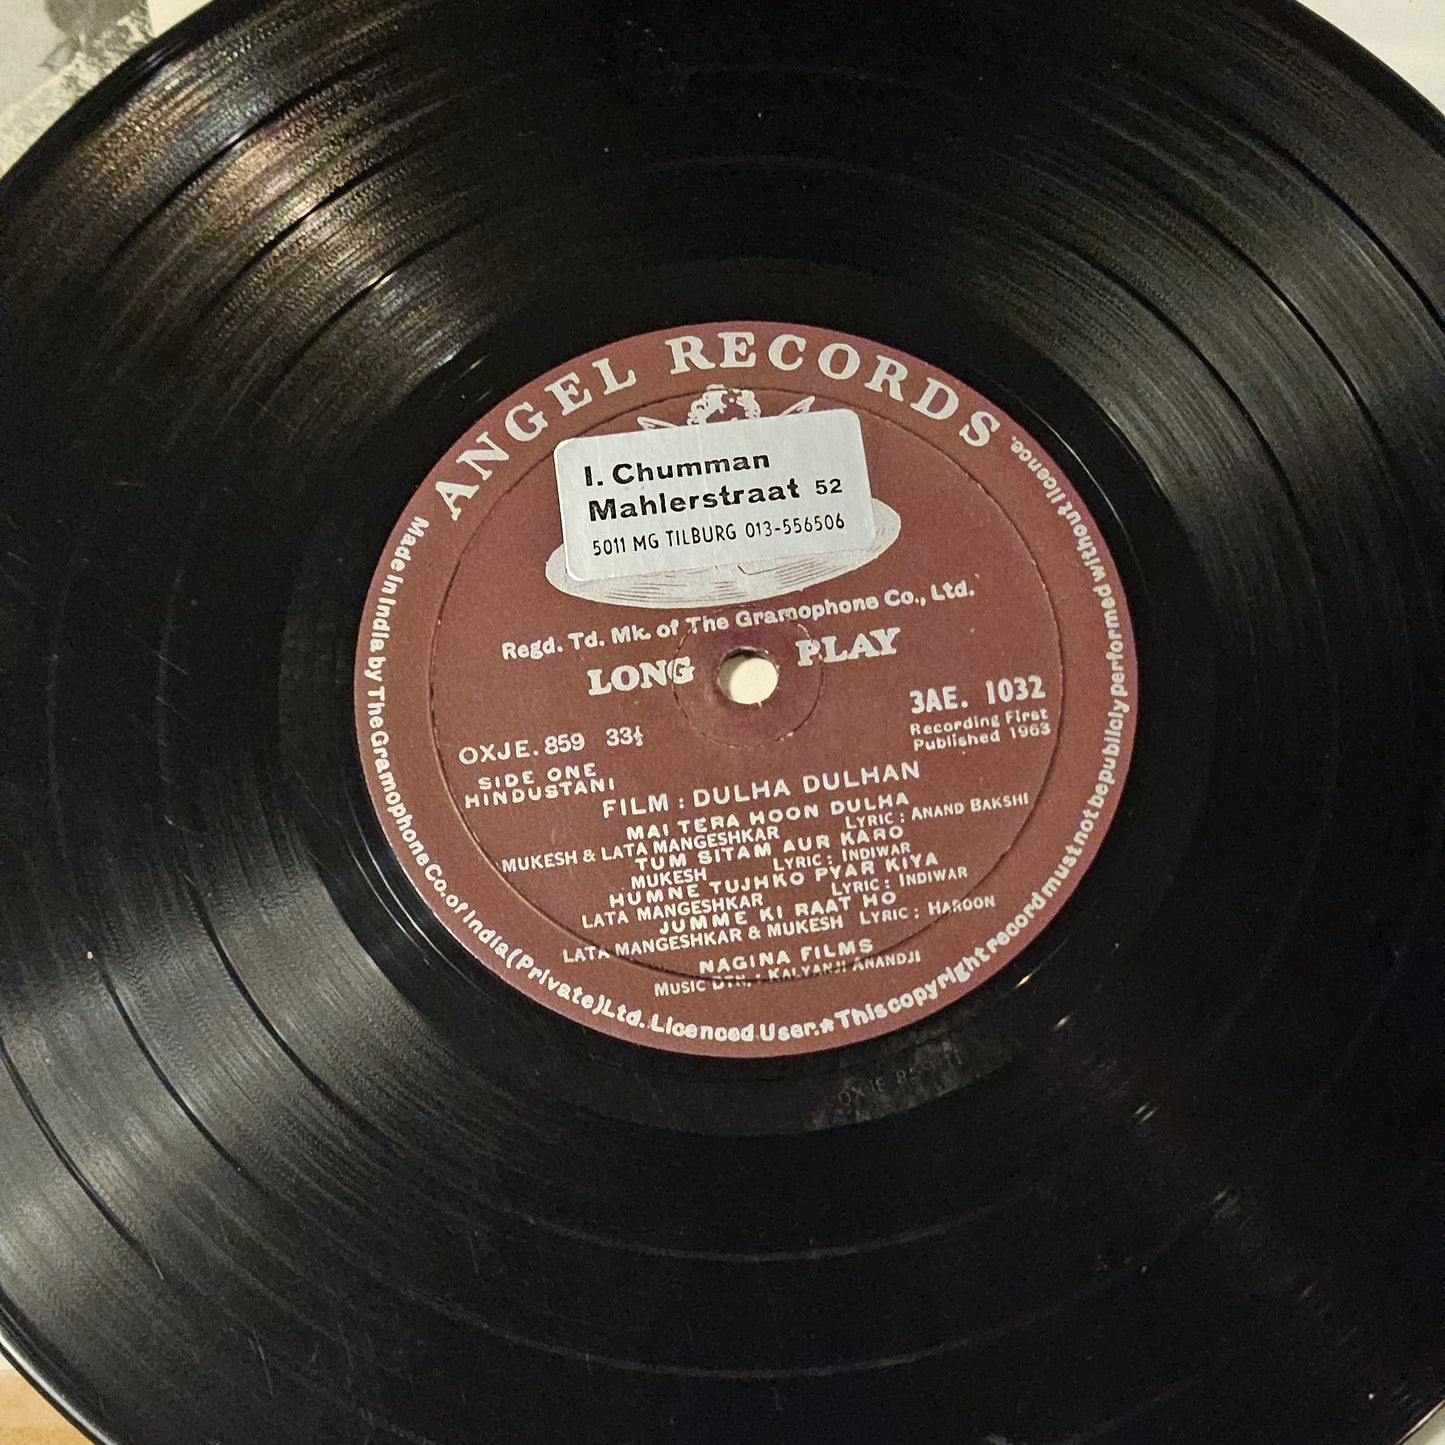 ANGEL RECORDS
I. Chumman
Mahlerstraat 52
5011 MG TILBURG 013-556506
Regd. Td. Mk. of The Gramophone Co., Ltd.
LONG PLAY
3AE. 1032
Recording First
Published 1963
OXJE. 859 33⅓
SIDE ONE
HINDUSTANI
FILM : DULHA DULHAN
MAI TERA HOON DULHA
MUKESH & LATA MANGESHKAR LYRIC : ANAND BAKSHI
TUM SITAM AUR KARO
MUKESH LYRIC : INDIWAR
HUMNE TUJHKO PYAR KIYA
LATA MANGESHKAR LYRIC : INDIWAR
JUMME KI RAAT HO
LATA MANGESHKAR & MUKESH LYRIC : HAROON
NAGINA FILMS
MUSIC DTN. : KALYANJI ANANDJI
Made in India by The Gramophone Co. of India (Private) Ltd. Licenced User.★ This copyright record must not be publicly performed without licence.
OXJE 859